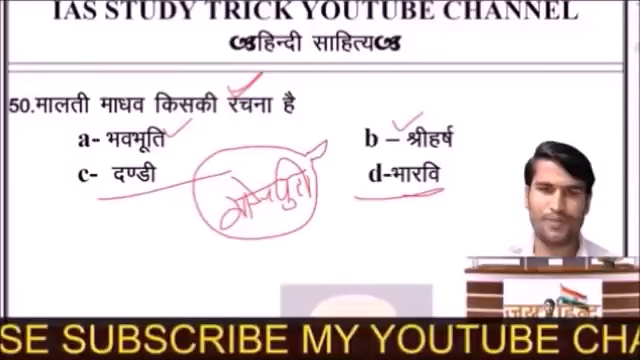 IAS STUDY TRICK YOUTUBE CHANNEL
हिन्दी साहित्य
50.मालती माधव किसकी रचना है
a- भवभूति
b – श्रीहर्ष
c- दण्डी
d-भारवि
जय हिन्द
SE SUBSCRIBE MY YOUTUBE CHA